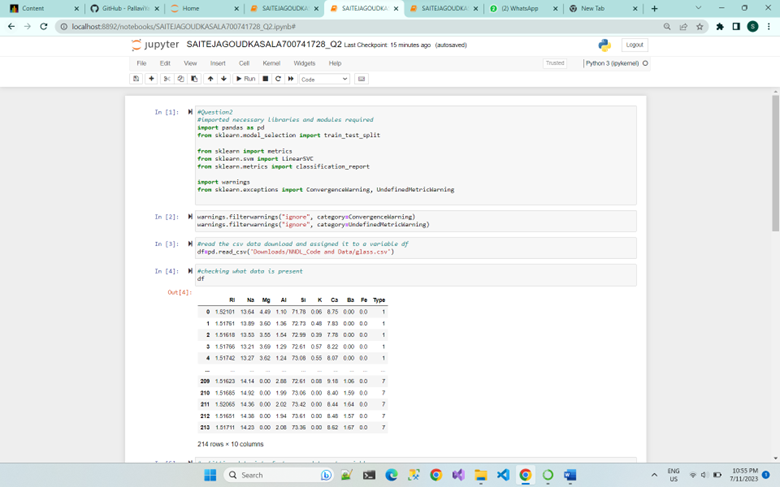 Content
GitHub - PallaviV
Home
SAITEJAGOUDKASALA
SAITEJAGOUDKASALA
SAITEJAGOUDKASALA
(2) WhatsApp
New Tab
localhost:8892/notebooks/SAITEJAGOUDKASALA700741728_Q2.ipynb#
jupyter SAITEJAGOUDKASALA700741728_Q2 Last Checkpoint: 15 minutes ago (autosaved)
Logout
File Edit View Insert Cell Kernel Widgets Help
Trusted
Python 3 (ipykernel)
Run
Code
In [1]:
#Question2
#imported necessary libraries and modules required
import pandas as pd
from sklearn.model_selection import train_test_split
from sklearn import metrics
from sklearn.svm import LinearSVC
from sklearn.metrics import classification_report
import warnings
from sklearn.exceptions import ConvergenceWarning, UndefinedMetricWarning
In [2]:
warnings.filterwarnings("ignore", category=ConvergenceWarning)
warnings.filterwarnings("ignore", category=UndefinedMetricWarning)
In [3]:
#read the csv data download and assigned it to a variable df
df=pd.read_csv('Downloads/NNDL_Code and Data/glass.csv')
In [4]:
#checking what data is present
df
Out[4]:
RI Na Mg Al Si K Ca Ba Fe Type
0 1.52101 13.64 4.49 1.10 71.78 0.06 8.75 0.00 0.0 1
1 1.51761 13.89 3.60 1.36 72.73 0.48 7.83 0.00 0.0 1
2 1.51618 13.53 3.55 1.54 72.99 0.39 7.78 0.00 0.0 1
3 1.51766 13.21 3.69 1.29 72.61 0.57 8.22 0.00 0.0 1
4 1.51742 13.27 3.62 1.24 73.08 0.55 8.07 0.00 0.0 1
... ... ... ... ... ... ... ... ... ... ...
209 1.51623 14.14 0.00 2.88 72.61 0.08 9.18 1.06 0.0 7
210 1.51685 14.92 0.00 1.99 73.06 0.00 8.40 1.59 0.0 7
211 1.52065 14.36 0.00 2.02 73.42 0.00 8.44 1.64 0.0 7
212 1.51651 14.38 0.00 1.94 73.61 0.00 8.48 1.57 0.0 7
213 1.51711 14.23 0.00 2.08 73.36 0.00 8.62 1.67 0.0 7
214 rows × 10 columns
Search
ENG
US
10:55 PM
7/11/2023